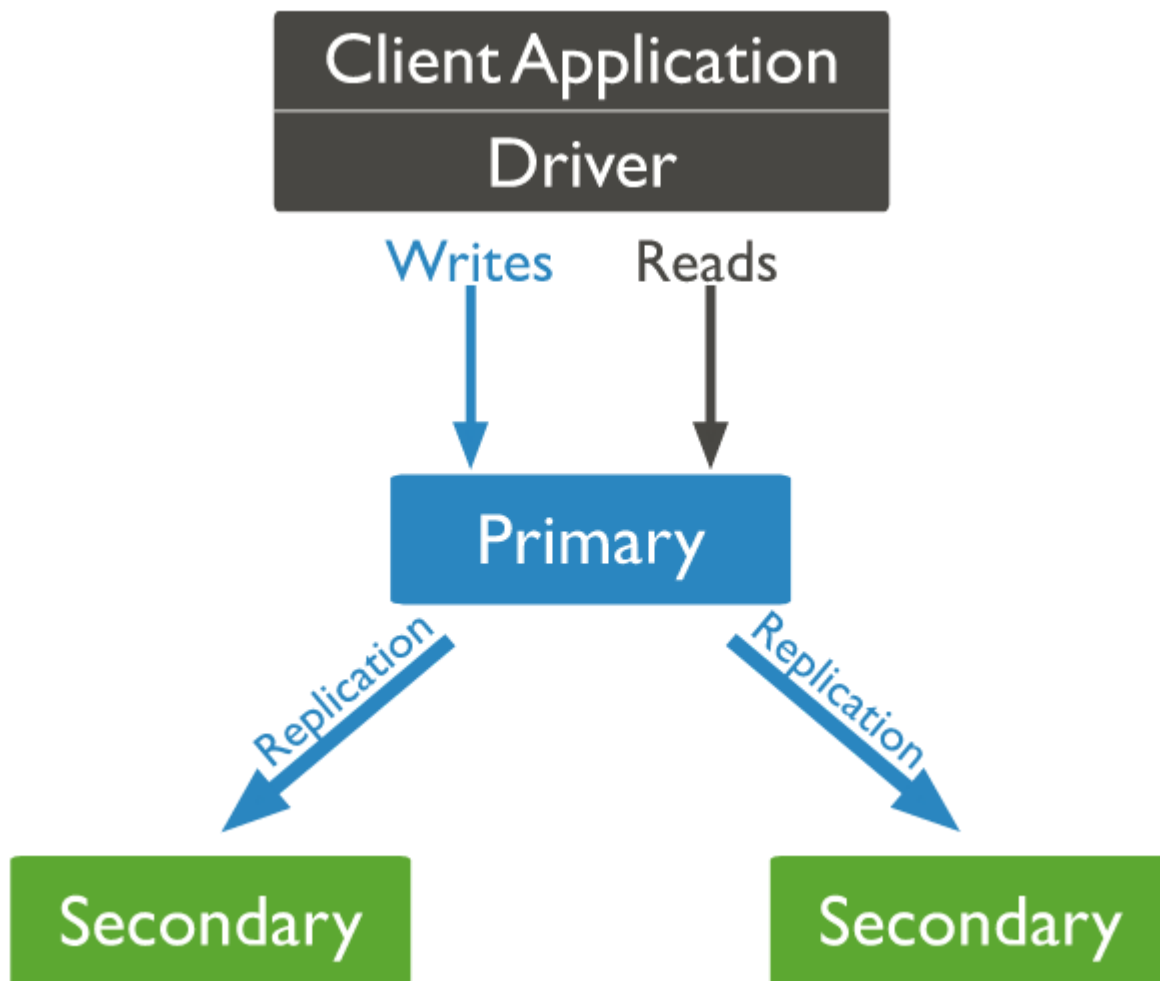 Client Application
Driver
Writes
Reads
Primary
Replication
Replication
Secondary
Secondary